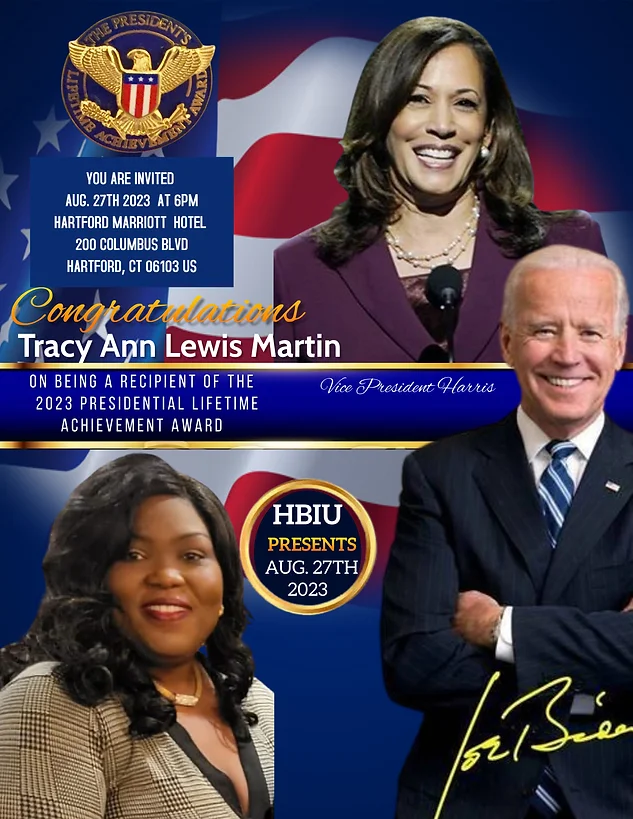 THE PRESIDENT'S
LIFETIME ACHIEVEMENT AWARD
YOU ARE INVITED
AUG. 27TH 2023 AT 6PM
HARTFORD MARRIOTT HOTEL
200 COLUMBUS BLVD
HARTFORD, CT 06103 US
Congratulations
Tracy Ann Lewis Martin
ON BEING A RECIPIENT OF THE
2023 PRESIDENTIAL LIFETIME
ACHIEVEMENT AWARD
Vice President Harris
HBIU
PRESENTS
AUG. 27TH
2023
Joe Biden